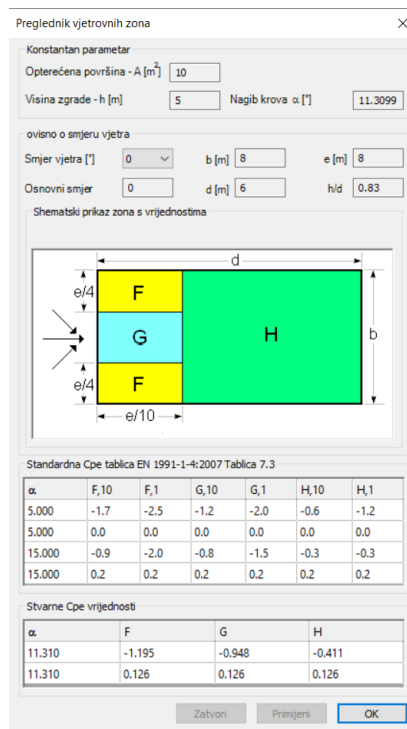 Preglednik vjetrovnih zona
Konstantan parametar
Opterećena površina - A [m²] 10
Visina zgrade - h [m] 5 Nagib krova α [°] 11.3099
ovisno o smjeru vjetra
Smjer vjetra [°] 0 b [m] 8 e [m] 8
Osnovni smjer 0 d [m] 6 h/d 0.83
Shematski prikaz zona s vrijednostima
d
e/4 F
G H b
e/4 F
e/10
Standardna Cpe tablica EN 1991-1-4:2007 Tablica 7.3
α F,10 F,1 G,10 G,1 H,10 H,1
5.000 -1.7 -2.5 -1.2 -2.0 -0.6 -1.2
5.000 0.0 0.0 0.0 0.0 0.0 0.0
15.000 -0.9 -2.0 -0.8 -1.5 -0.3 -0.3
15.000 0.2 0.2 0.2 0.2 0.2 0.2
Stvarne Cpe vrijednosti
α F G H
11.310 -1.195 -0.948 -0.411
11.310 0.126 0.126 0.126
Zatvori Primijeni OK